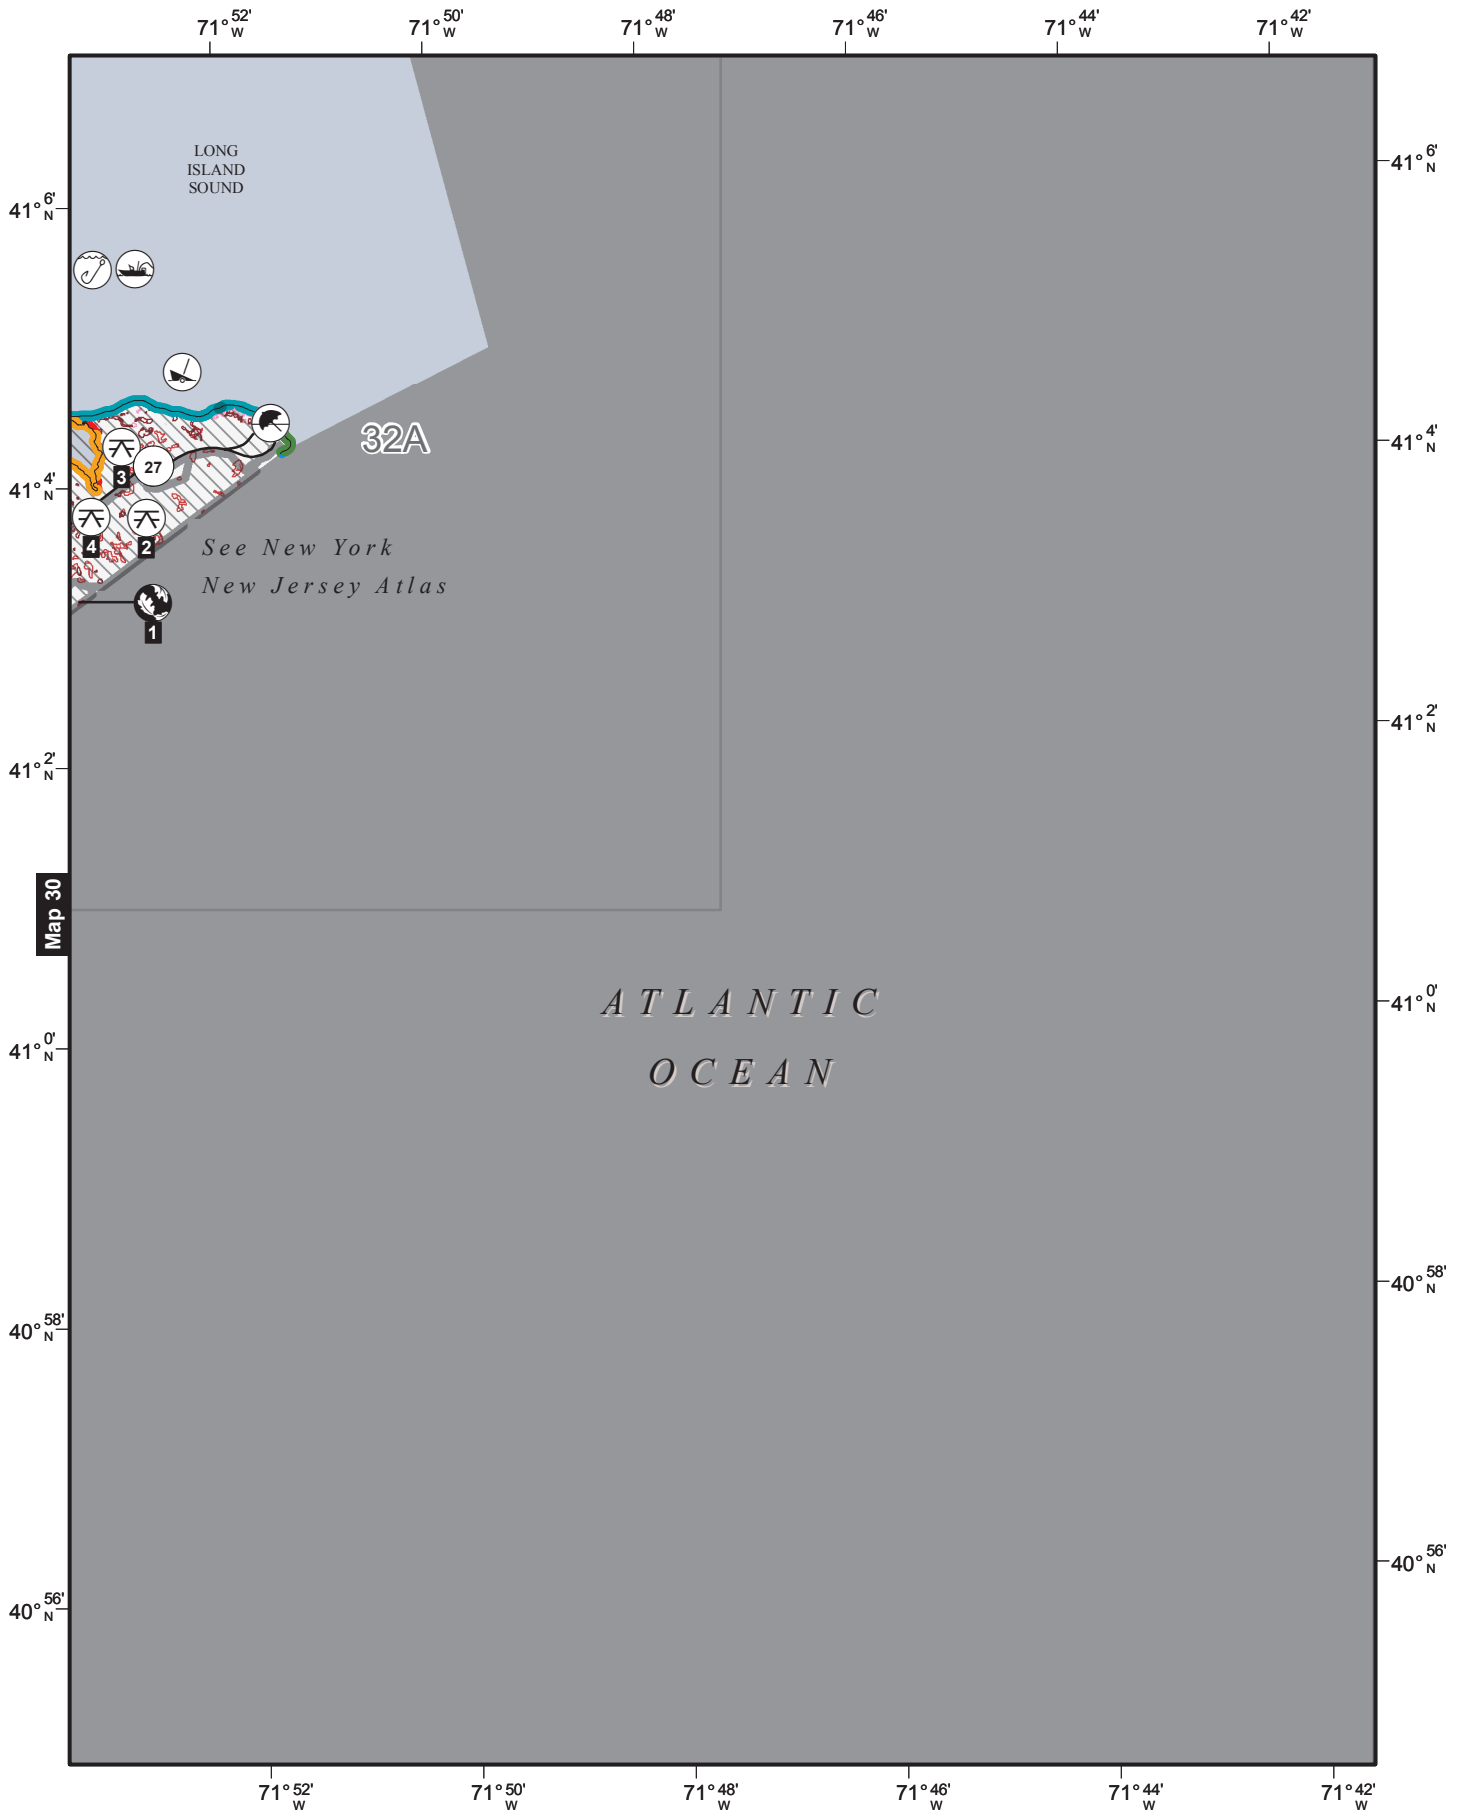 71° 52' W 71° 50' W 71° 48' W 71° 46' W 71° 44' W 71° 42' W
LONG
ISLAND
SOUND
41° 6' N
41° 6' N
32A
41° 4' N
27
3
41° 4' N
4
2
See New York
New Jersey Atlas
1
41° 2' N
41° 2' N
Map 30
ATLANTIC
41° 0' N
41° 0' N
OCEAN
40° 58' N
40° 58' N
40° 56' N
40° 56' N
71° 52' W 71° 50' W 71° 48' W 71° 46' W 71° 44' W 71° 42' W